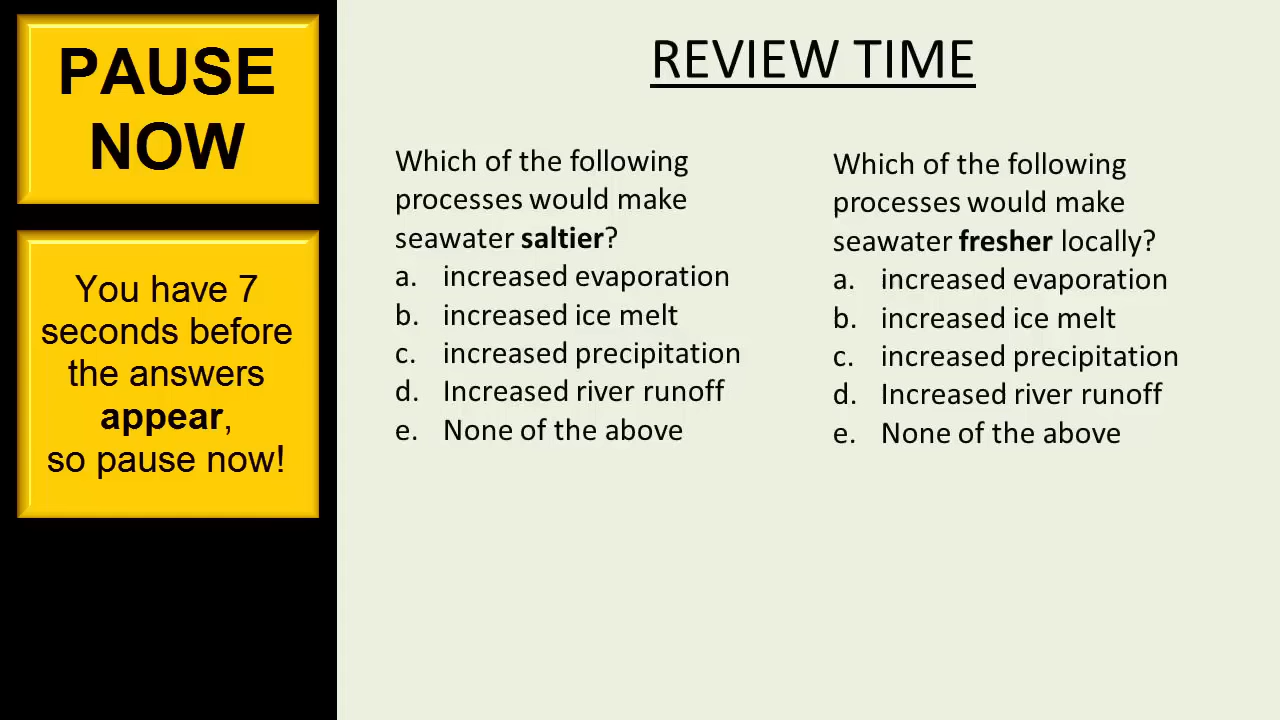 PAUSE
NOW
You have 7
seconds before
the answers
appear,
so pause now!
REVIEW TIME
Which of the following
processes would make
seawater saltier?
a. increased evaporation
b. increased ice melt
c. increased precipitation
d. Increased river runoff
e. None of the above
Which of the following
processes would make
seawater fresher locally?
a. increased evaporation
b. increased ice melt
c. increased precipitation
d. Increased river runoff
e. None of the above